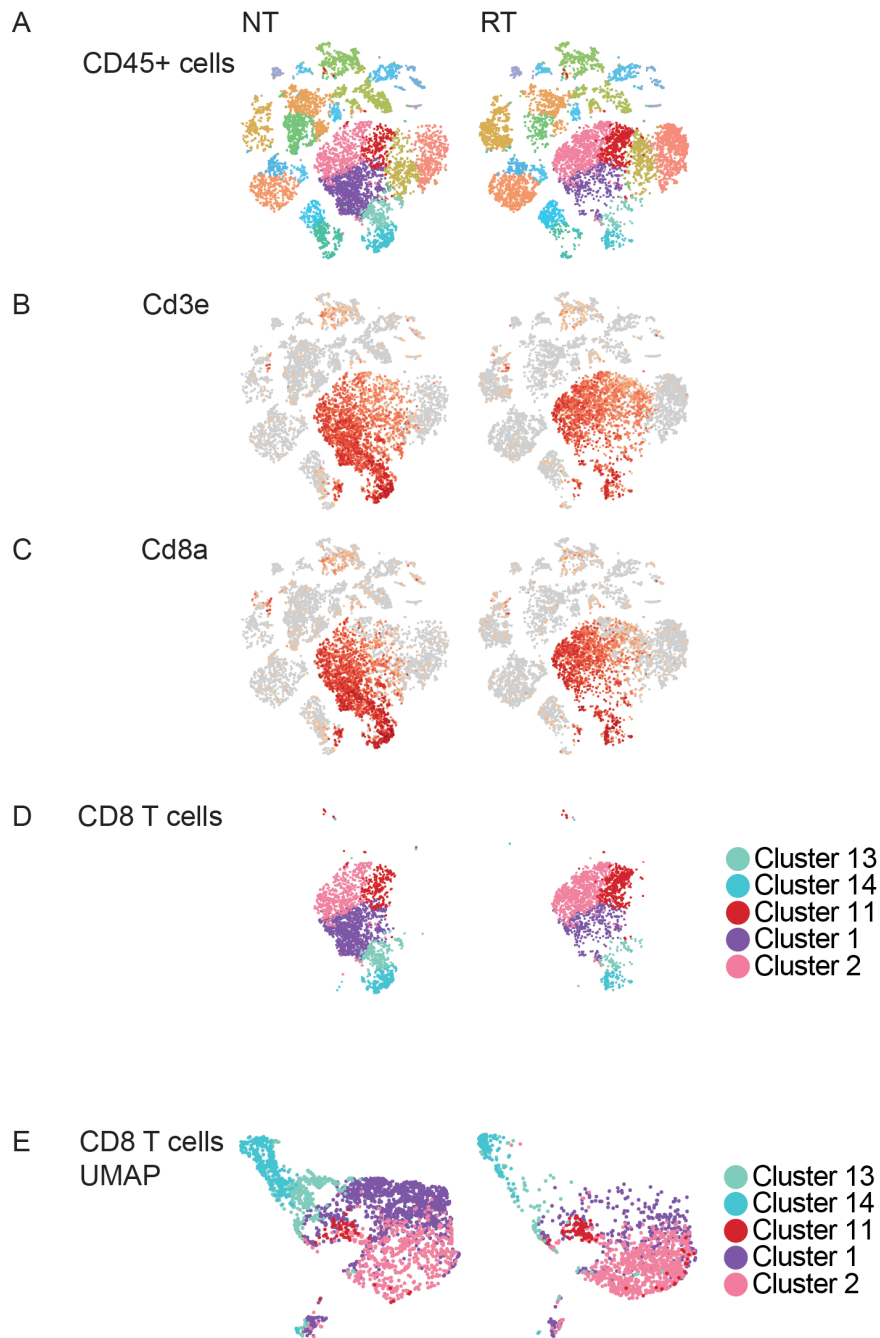 A
NT
RT
CD45+ cells
B
Cd3e
C
Cd8a
D
CD8 T cells
Cluster 13
Cluster 14
Cluster 11
Cluster 1
Cluster 2
E
CD8 T cells
UMAP
Cluster 13
Cluster 14
Cluster 11
Cluster 1
Cluster 2